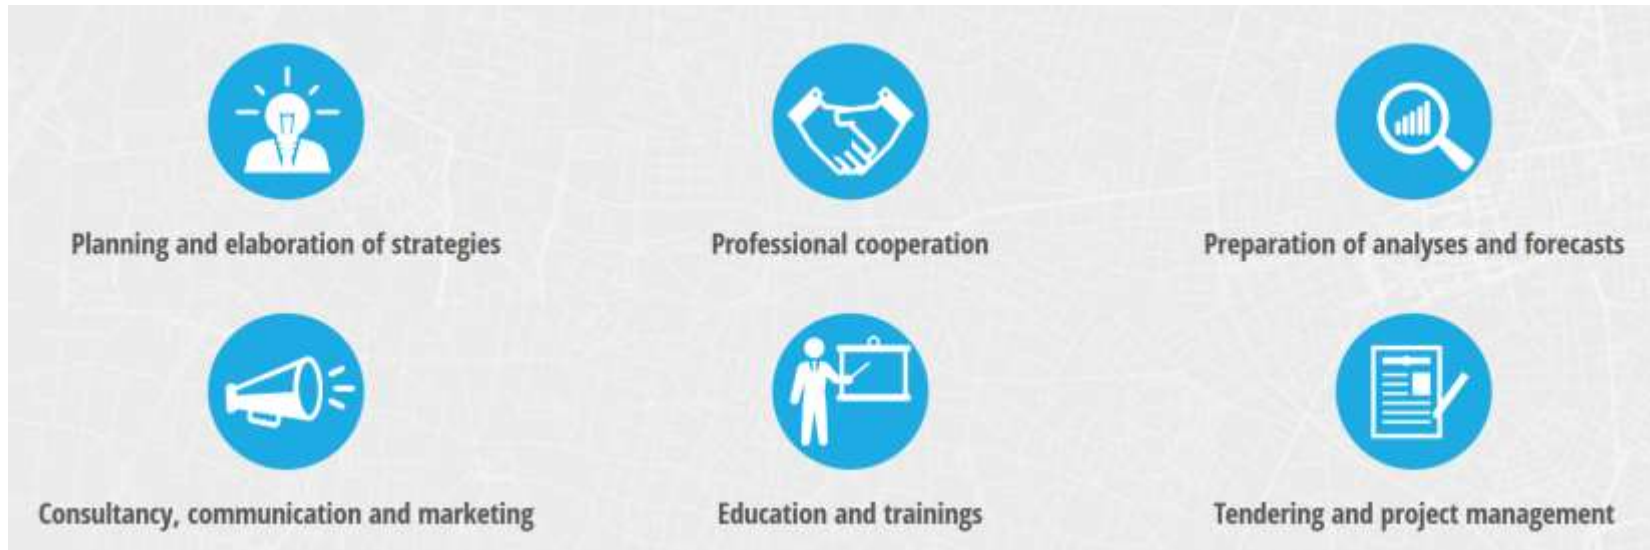 Planning and elaboration of strategies
Professional cooperation
Preparation of analyses and forecasts
Consultancy, communication and marketing
Education and trainings
Tendering and project management